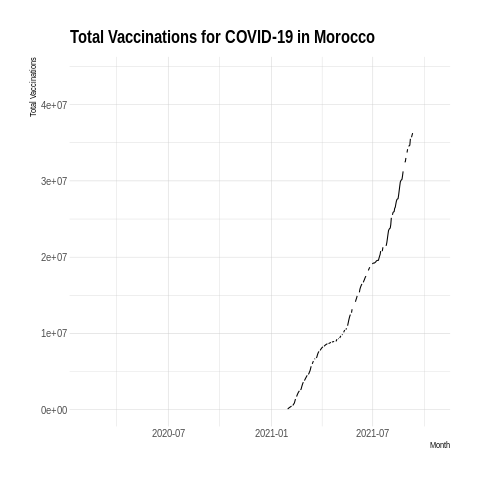 Total Vaccinations for COVID-19 in Morocco
Total Vaccinations
4e+07
3e+07
2e+07
1e+07
0e+00
2020-07 2021-01 2021-07
Month